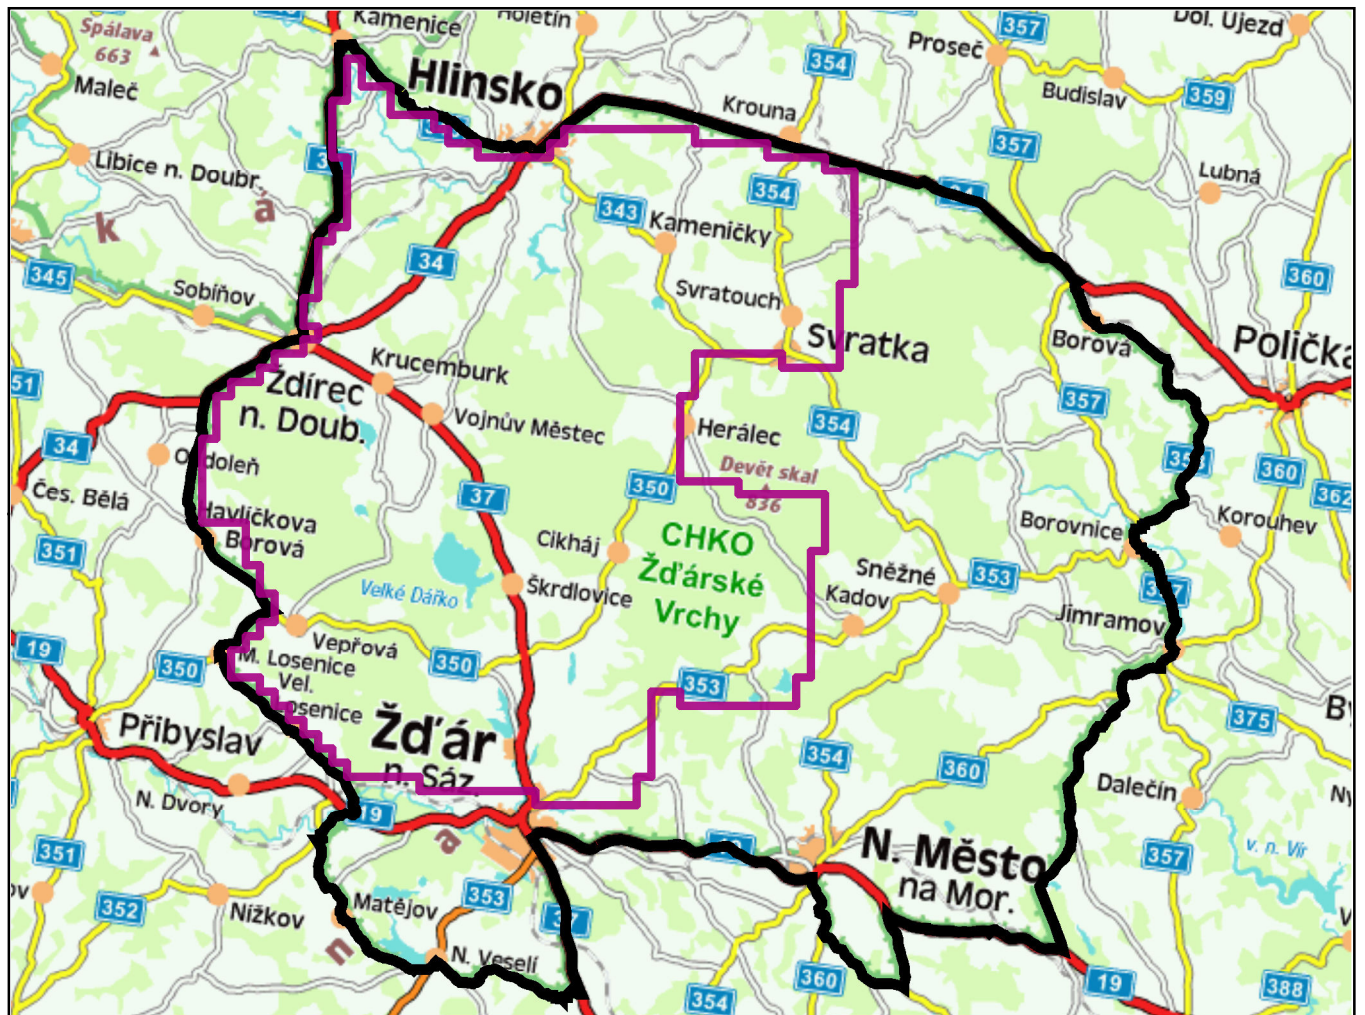 Kamenice
Holetín
357
Dol. Újezd
Spálava
663
Proseč
354
Maleč
Hlinsko
Budislav
359
Krouna
357
Libice n. Doubr.
Lubná
354
á
k
343
Kameničky
34
360
345
Sobíňov
Svratouch
Svratka
Borová
Krucemburk
51
Ždírec
n. Doub.
357
Vojnův Městec
354
Herálec
34
Devět skal
836
360
Čes. Bělá
350
37
362
Havlíčkova
Borová
Korouhev
Borovnice
CHKO
Žďárské
Vrchy
Cikháj
351
Sněžné
353
Velké Dářko
Škrdlovice
Kadov
Jimramov
19
Vepřová
350
350
M. Losenice
Vel.
353
375
Přibyslav
Žďár
n. Sáz.
354
360
Dalečín
N. Dvory
19
a
351
N. Město
na Mor.
357
v. n. Vír
352
Nížkov
Matějov
353
37
n
N. Veselí
360
354
19
388